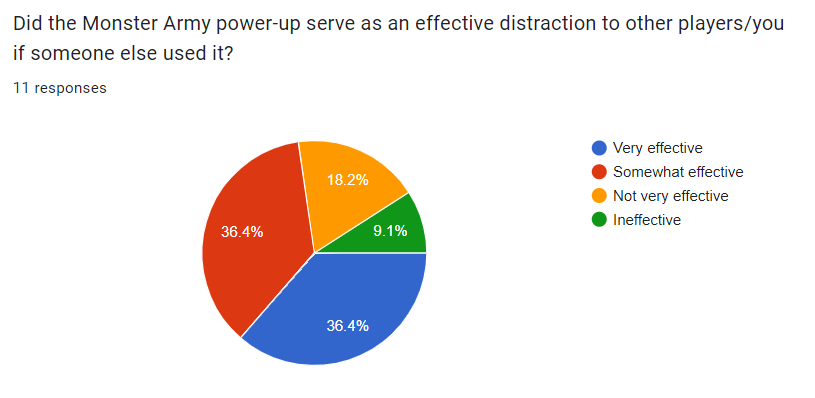 Did the Monster Army power-up serve as an effective distraction to other players/you
if someone else used it?
11 responses
Very effective
Somewhat effective
Not very effective
Ineffective
18.2%
36.4%
9.1%
36.4%